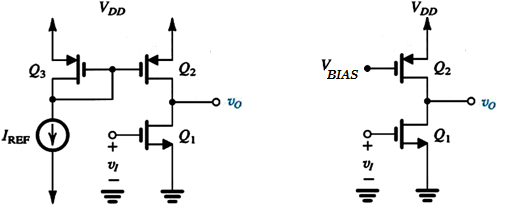 V_DD
V_DD
Q_3
Q_2
V_BIAS
Q_2
v_O
v_O
I_REF
Q_1
Q_1
+
v_I
−
+
v_I
−